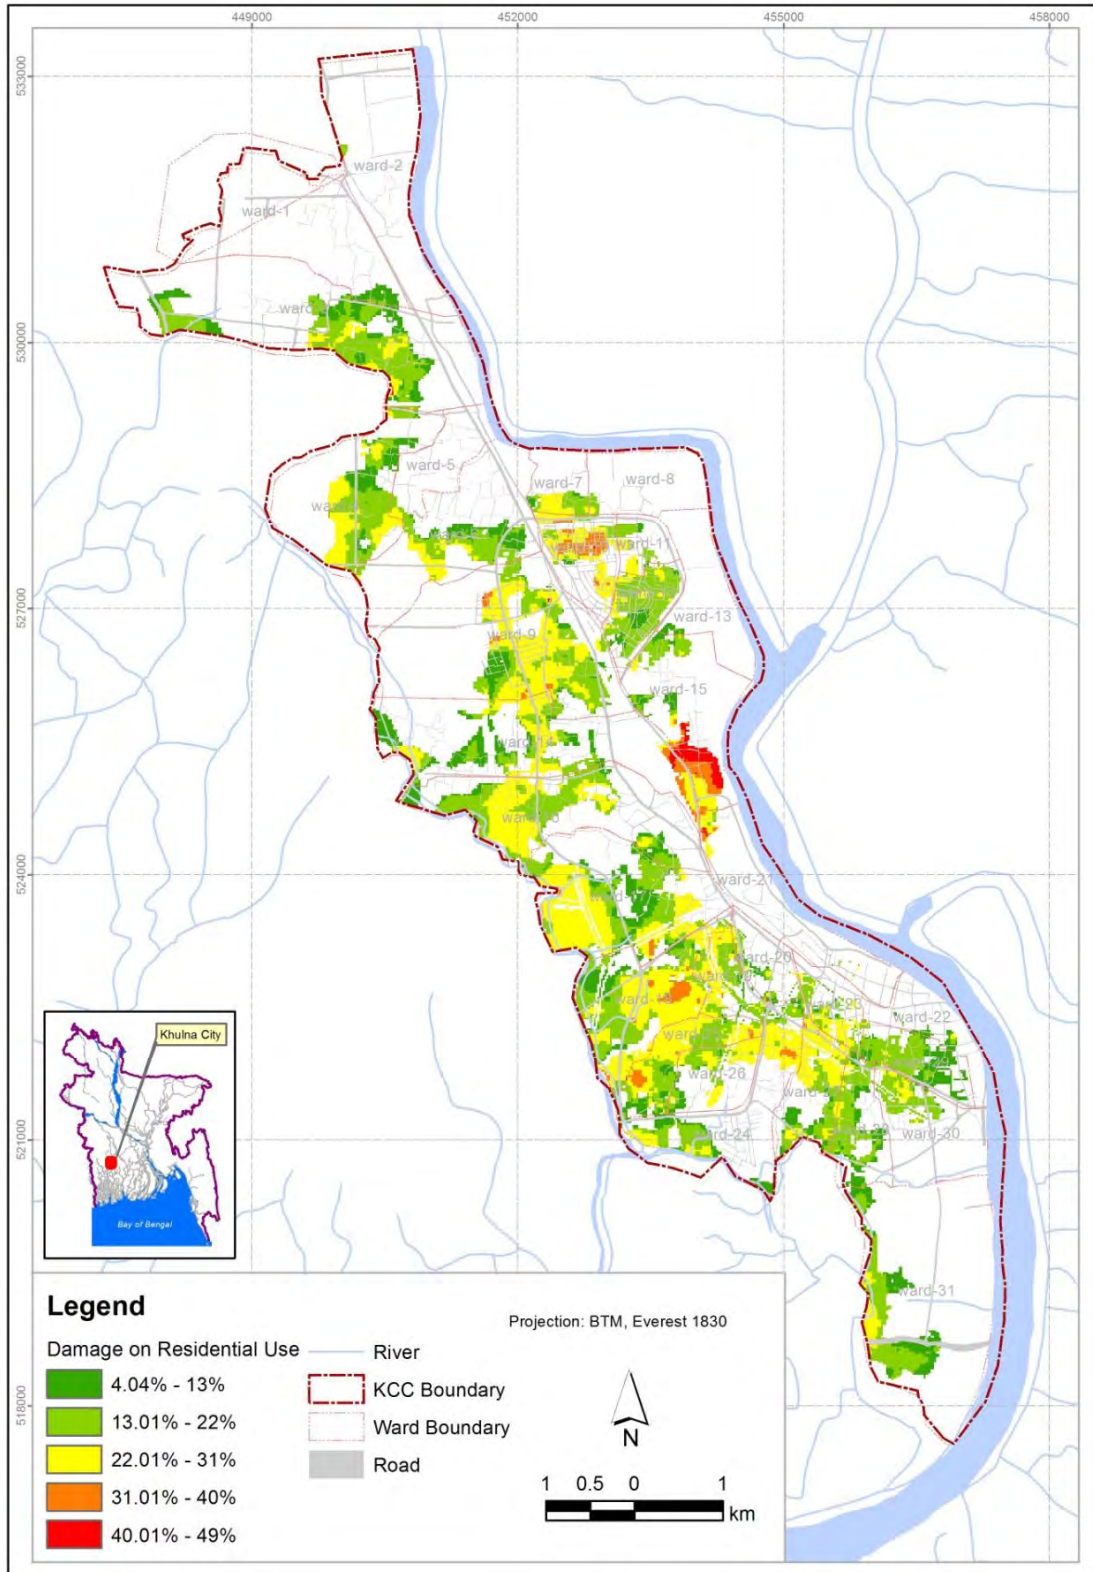 449000
452000
455000
458000
533000
ward-2
ward-1
530000
ward-5
ward-7
ward-8
ward-11
527000
ward-13
ward-9
ward-15
524000
ward-21
ward-20
ward-22
ward-26
521000
ward-24
ward-30
ward-31
518000
Khulna City
Bay of Bengal
Legend
Projection: BTM, Everest 1830
Damage on Residential Use
4.04% - 13%
13.01% - 22%
22.01% - 31%
31.01% - 40%
40.01% - 49%
River
KCC Boundary
Ward Boundary
Road
N
1 0.5 0 1
km